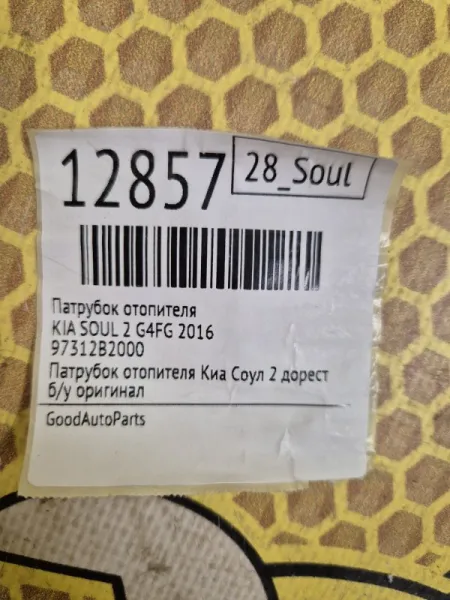 12857
28_Soul
Патрубок отопителя
KIA SOUL 2 G4FG 2016
97312B2000
Патрубок отопителя Киа Соул 2 дорест
б/у оригинал
GoodAutoParts